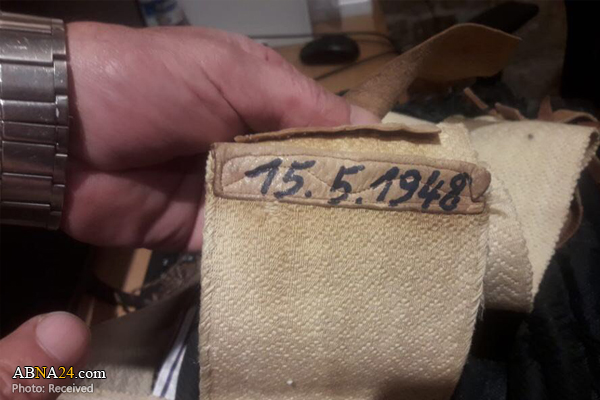 15. 5. 1948
ABNA24.com
Photo: Received